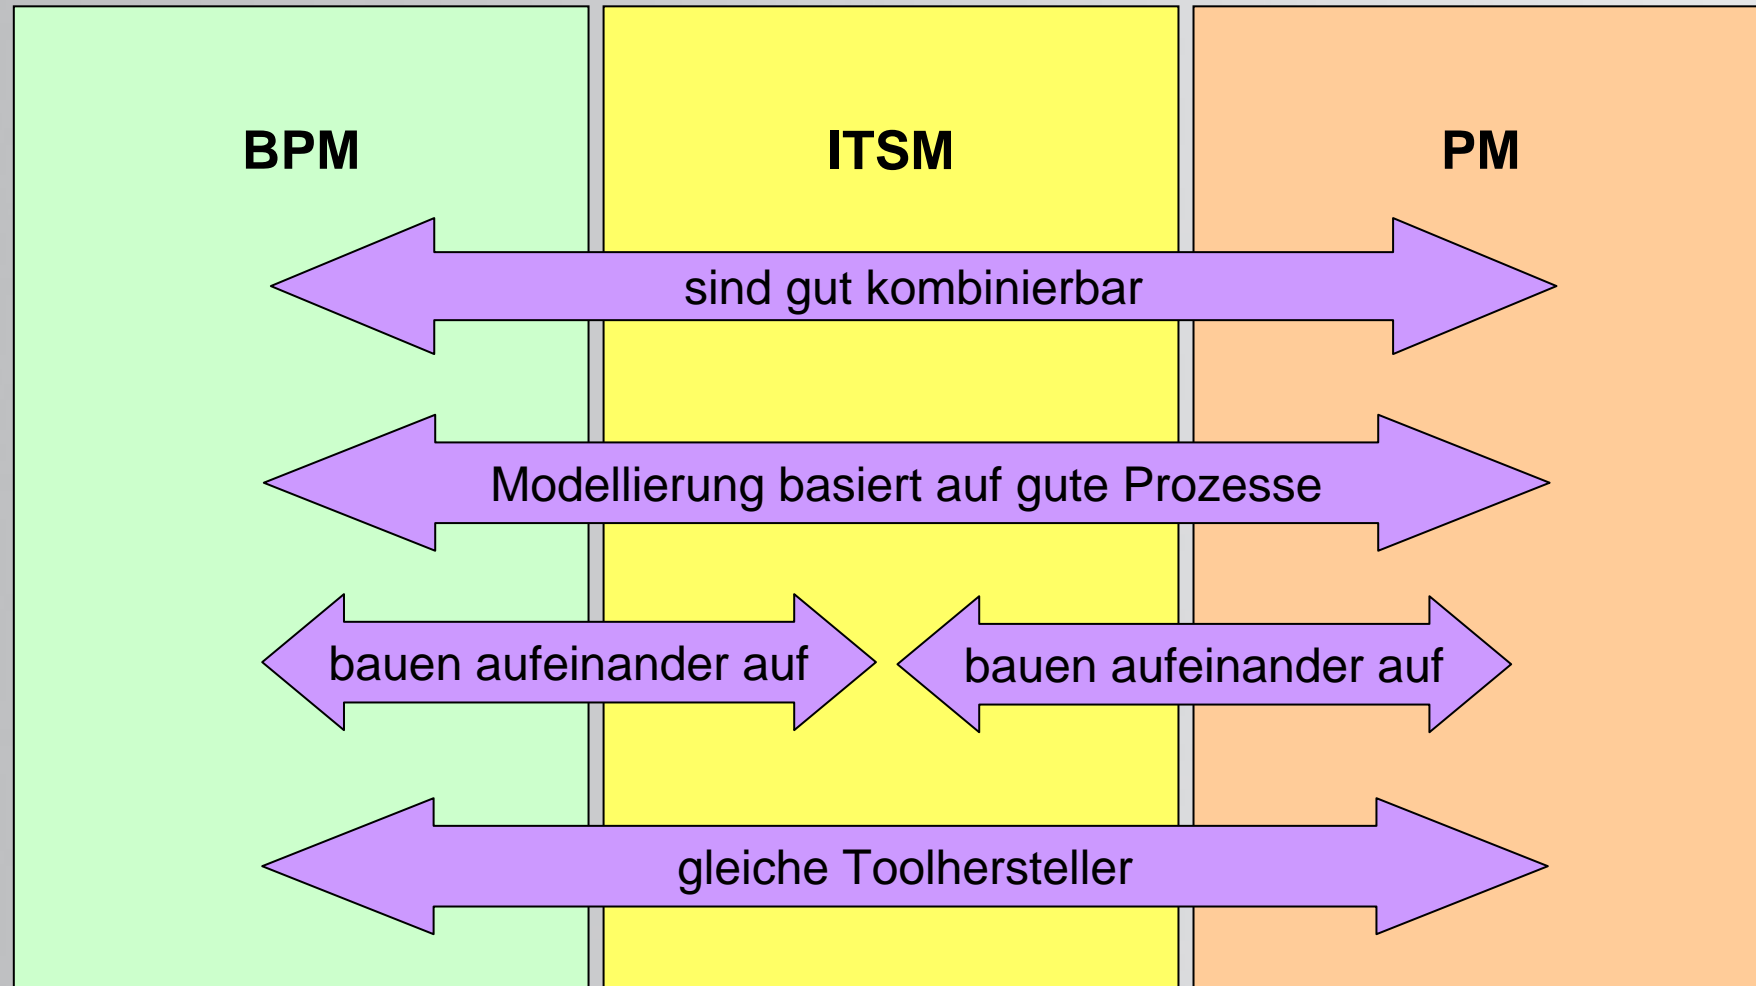 BPM
ITSM
PM
sind gut kombinierbar
Modellierung basiert auf gute Prozesse
bauen aufeinander auf
bauen aufeinander auf
gleiche Toolhersteller